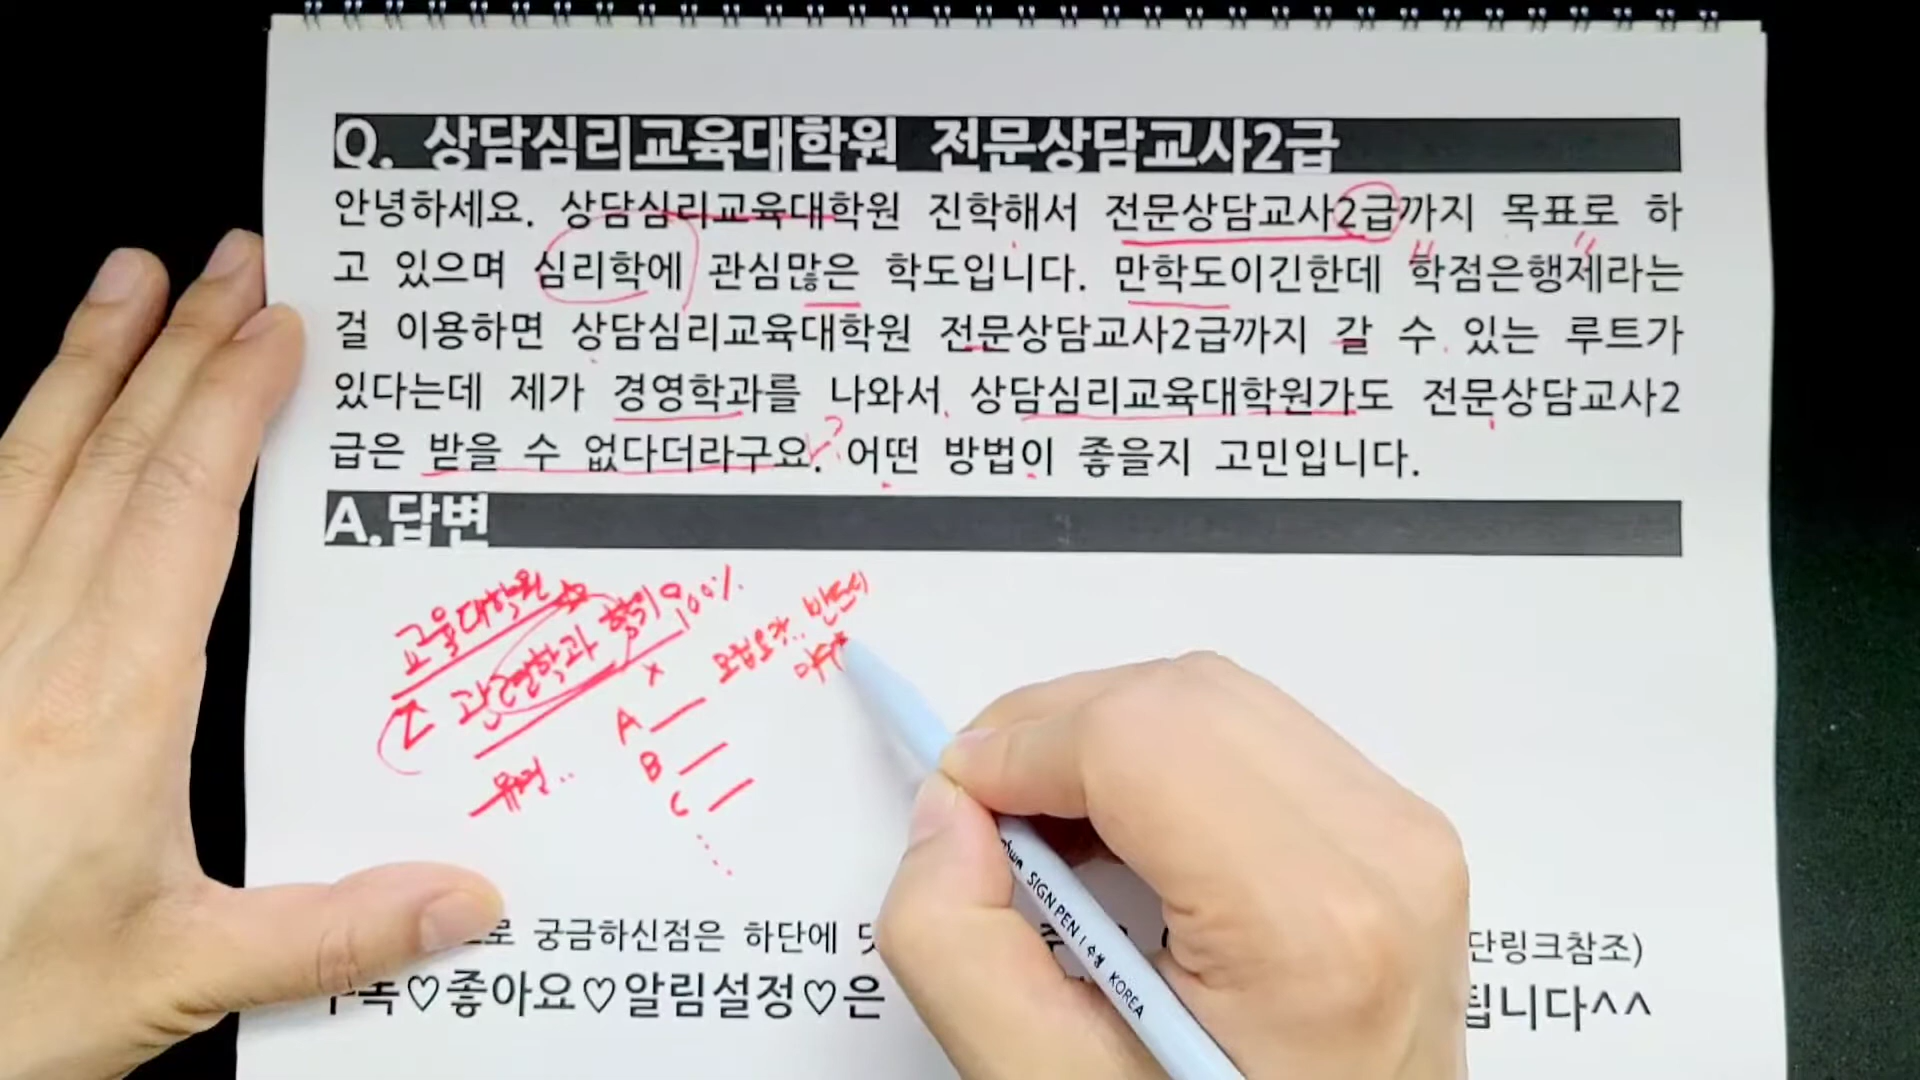 Q. 상담심리교육대학원 전문상담교사2급
안녕하세요. 상담심리교육대학원 진학해서 전문상담교사2급까지 목표로 하
고 있으며 심리학에 관심많은 학도입니다. 만학도이긴한데 학점은행제라는
걸 이용하면 상담심리교육대학원 전문상담교사2급까지 갈 수 있는 루트가
있다는데 제가 경영학과를 나와서 상담심리교육대학원가도 전문상담교사2
급은 받을 수 없다더라구요. 어떤 방법이 좋을지 고민입니다.
?
A.답변
교육대학원
관련학과 학위 100%
x
모집요강.. 반드시
A
B
C
로 궁금하신점은 하단에 단링크참조)
♡좋아요♡알림설정♡은 됩니다^^
SIGN PEN 수성 KOREA